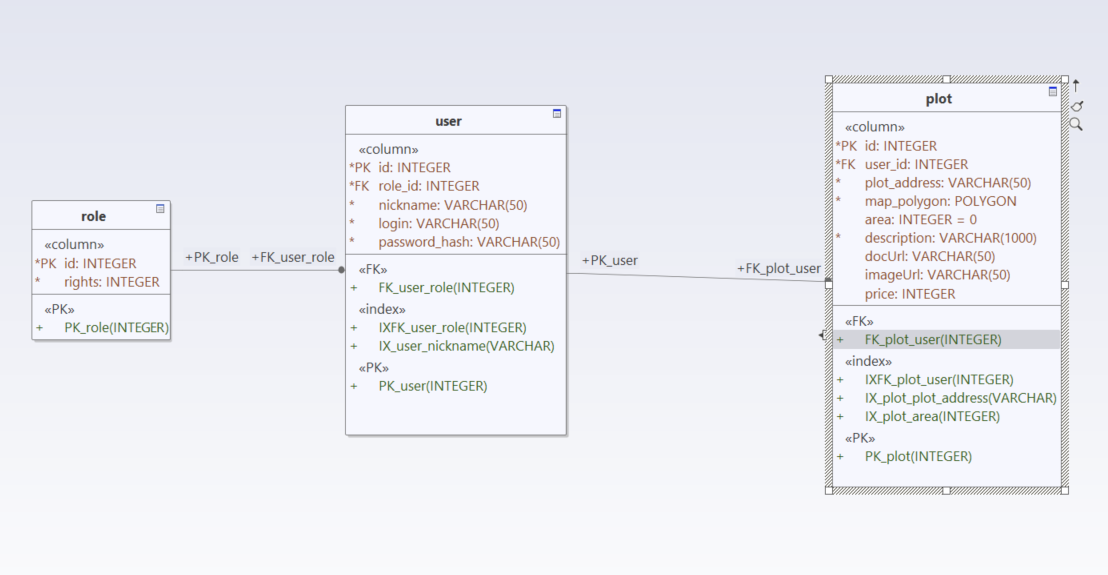 role
«column»
*PK id: INTEGER
* rights: INTEGER
«PK»
+ PK_role(INTEGER)
+PK_role
+FK_user_role
user
«column»
*PK id: INTEGER
*FK role_id: INTEGER
* nickname: VARCHAR(50)
* login: VARCHAR(50)
* password_hash: VARCHAR(50)
«FK»
+ FK_user_role(INTEGER)
«index»
+ IXFK_user_role(INTEGER)
+ IX_user_nickname(VARCHAR)
«PK»
+ PK_user(INTEGER)
+PK_user
+FK_plot_user
plot
«column»
*PK id: INTEGER
*FK user_id: INTEGER
* plot_address: VARCHAR(50)
* map_polygon: POLYGON
area: INTEGER = 0
* description: VARCHAR(1000)
docUrl: VARCHAR(50)
imageUrl: VARCHAR(50)
price: INTEGER
«FK»
+ FK_plot_user(INTEGER)
«index»
+ IXFK_plot_user(INTEGER)
+ IX_plot_plot_address(VARCHAR)
+ IX_plot_area(INTEGER)
«PK»
+ PK_plot(INTEGER)